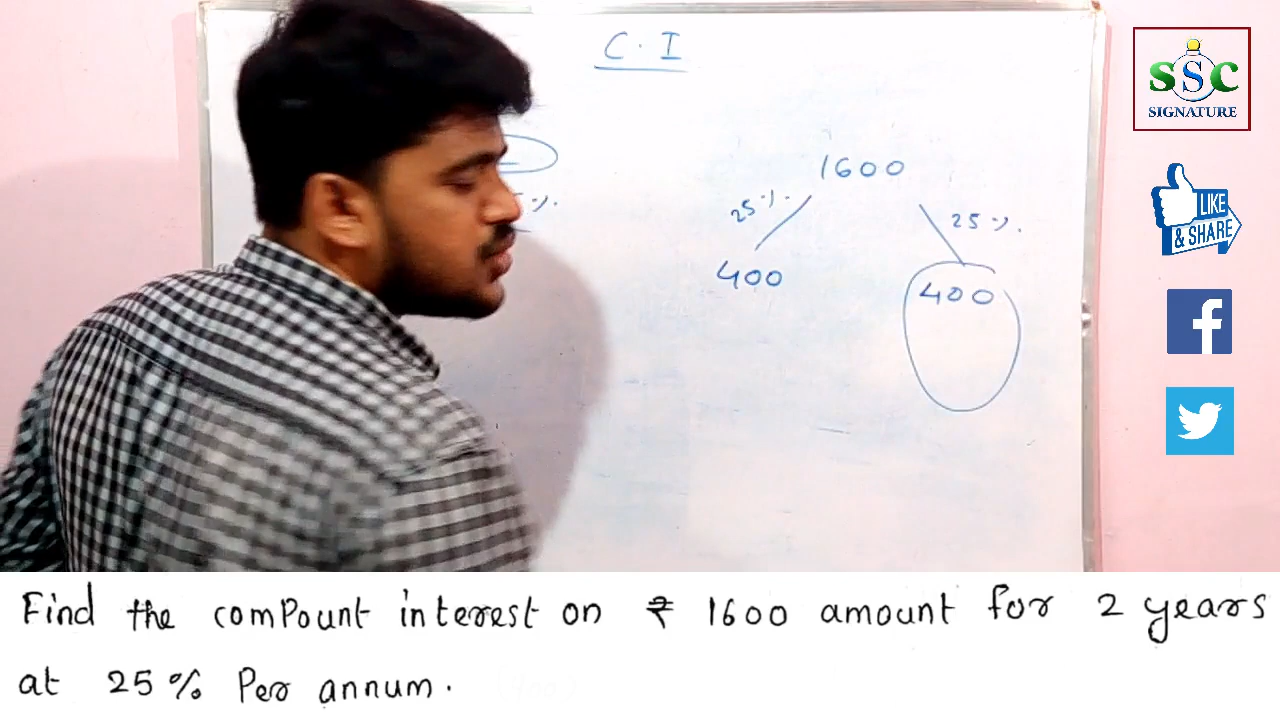 C.I
1600
25%.
25%.
400
400
SSC
SIGNATURE
LIKE
& SHARE
f
Find the comPount interest on ₹ 1600 amount for 2 years
at 25% Per annum.